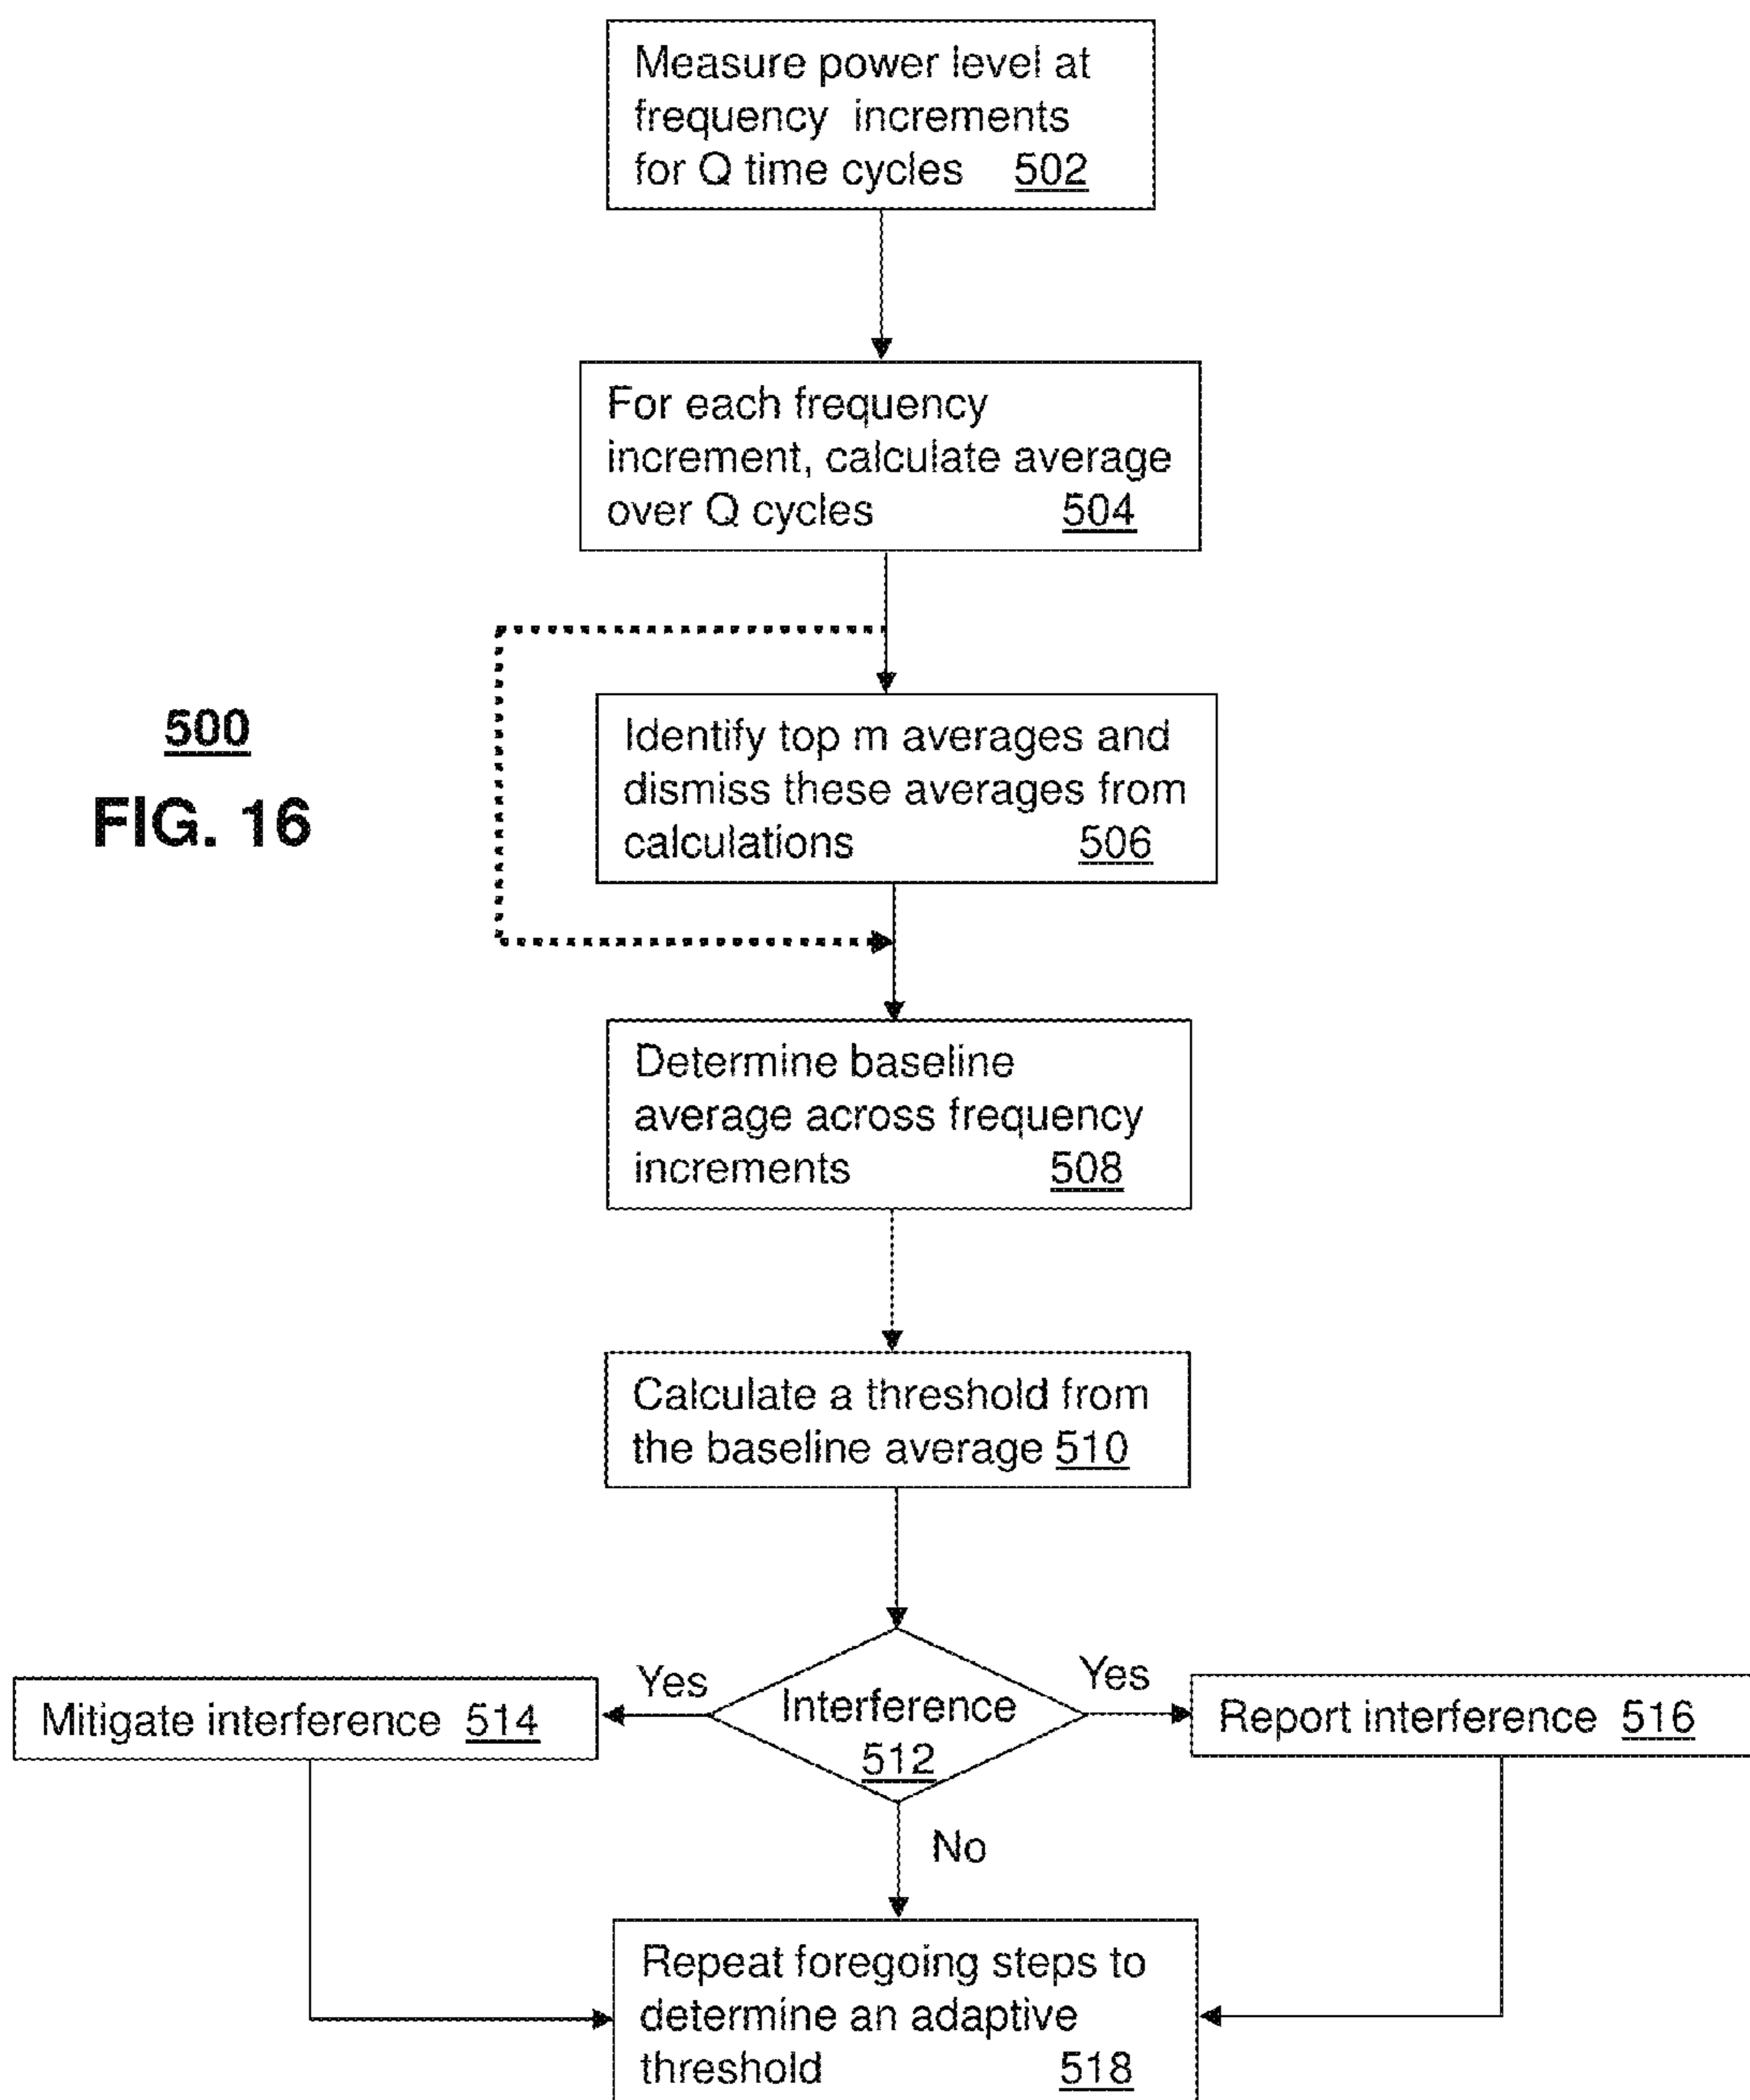 Measure power level at
frequency increments
for Q time cycles 502
For each frequency
increment, calculate average
over Q cycles 504
500
FIG. 16
Identify top m averages and
dismiss these averages from
calculations 506
Determine baseline
average across frequency
increments 508
Calculate a threshold from
the baseline average 510
Yes
Yes
Mitigate interference 514
Interference
512
Report interference 516
No
Repeat foregoing steps to
determine an adaptive
threshold 518